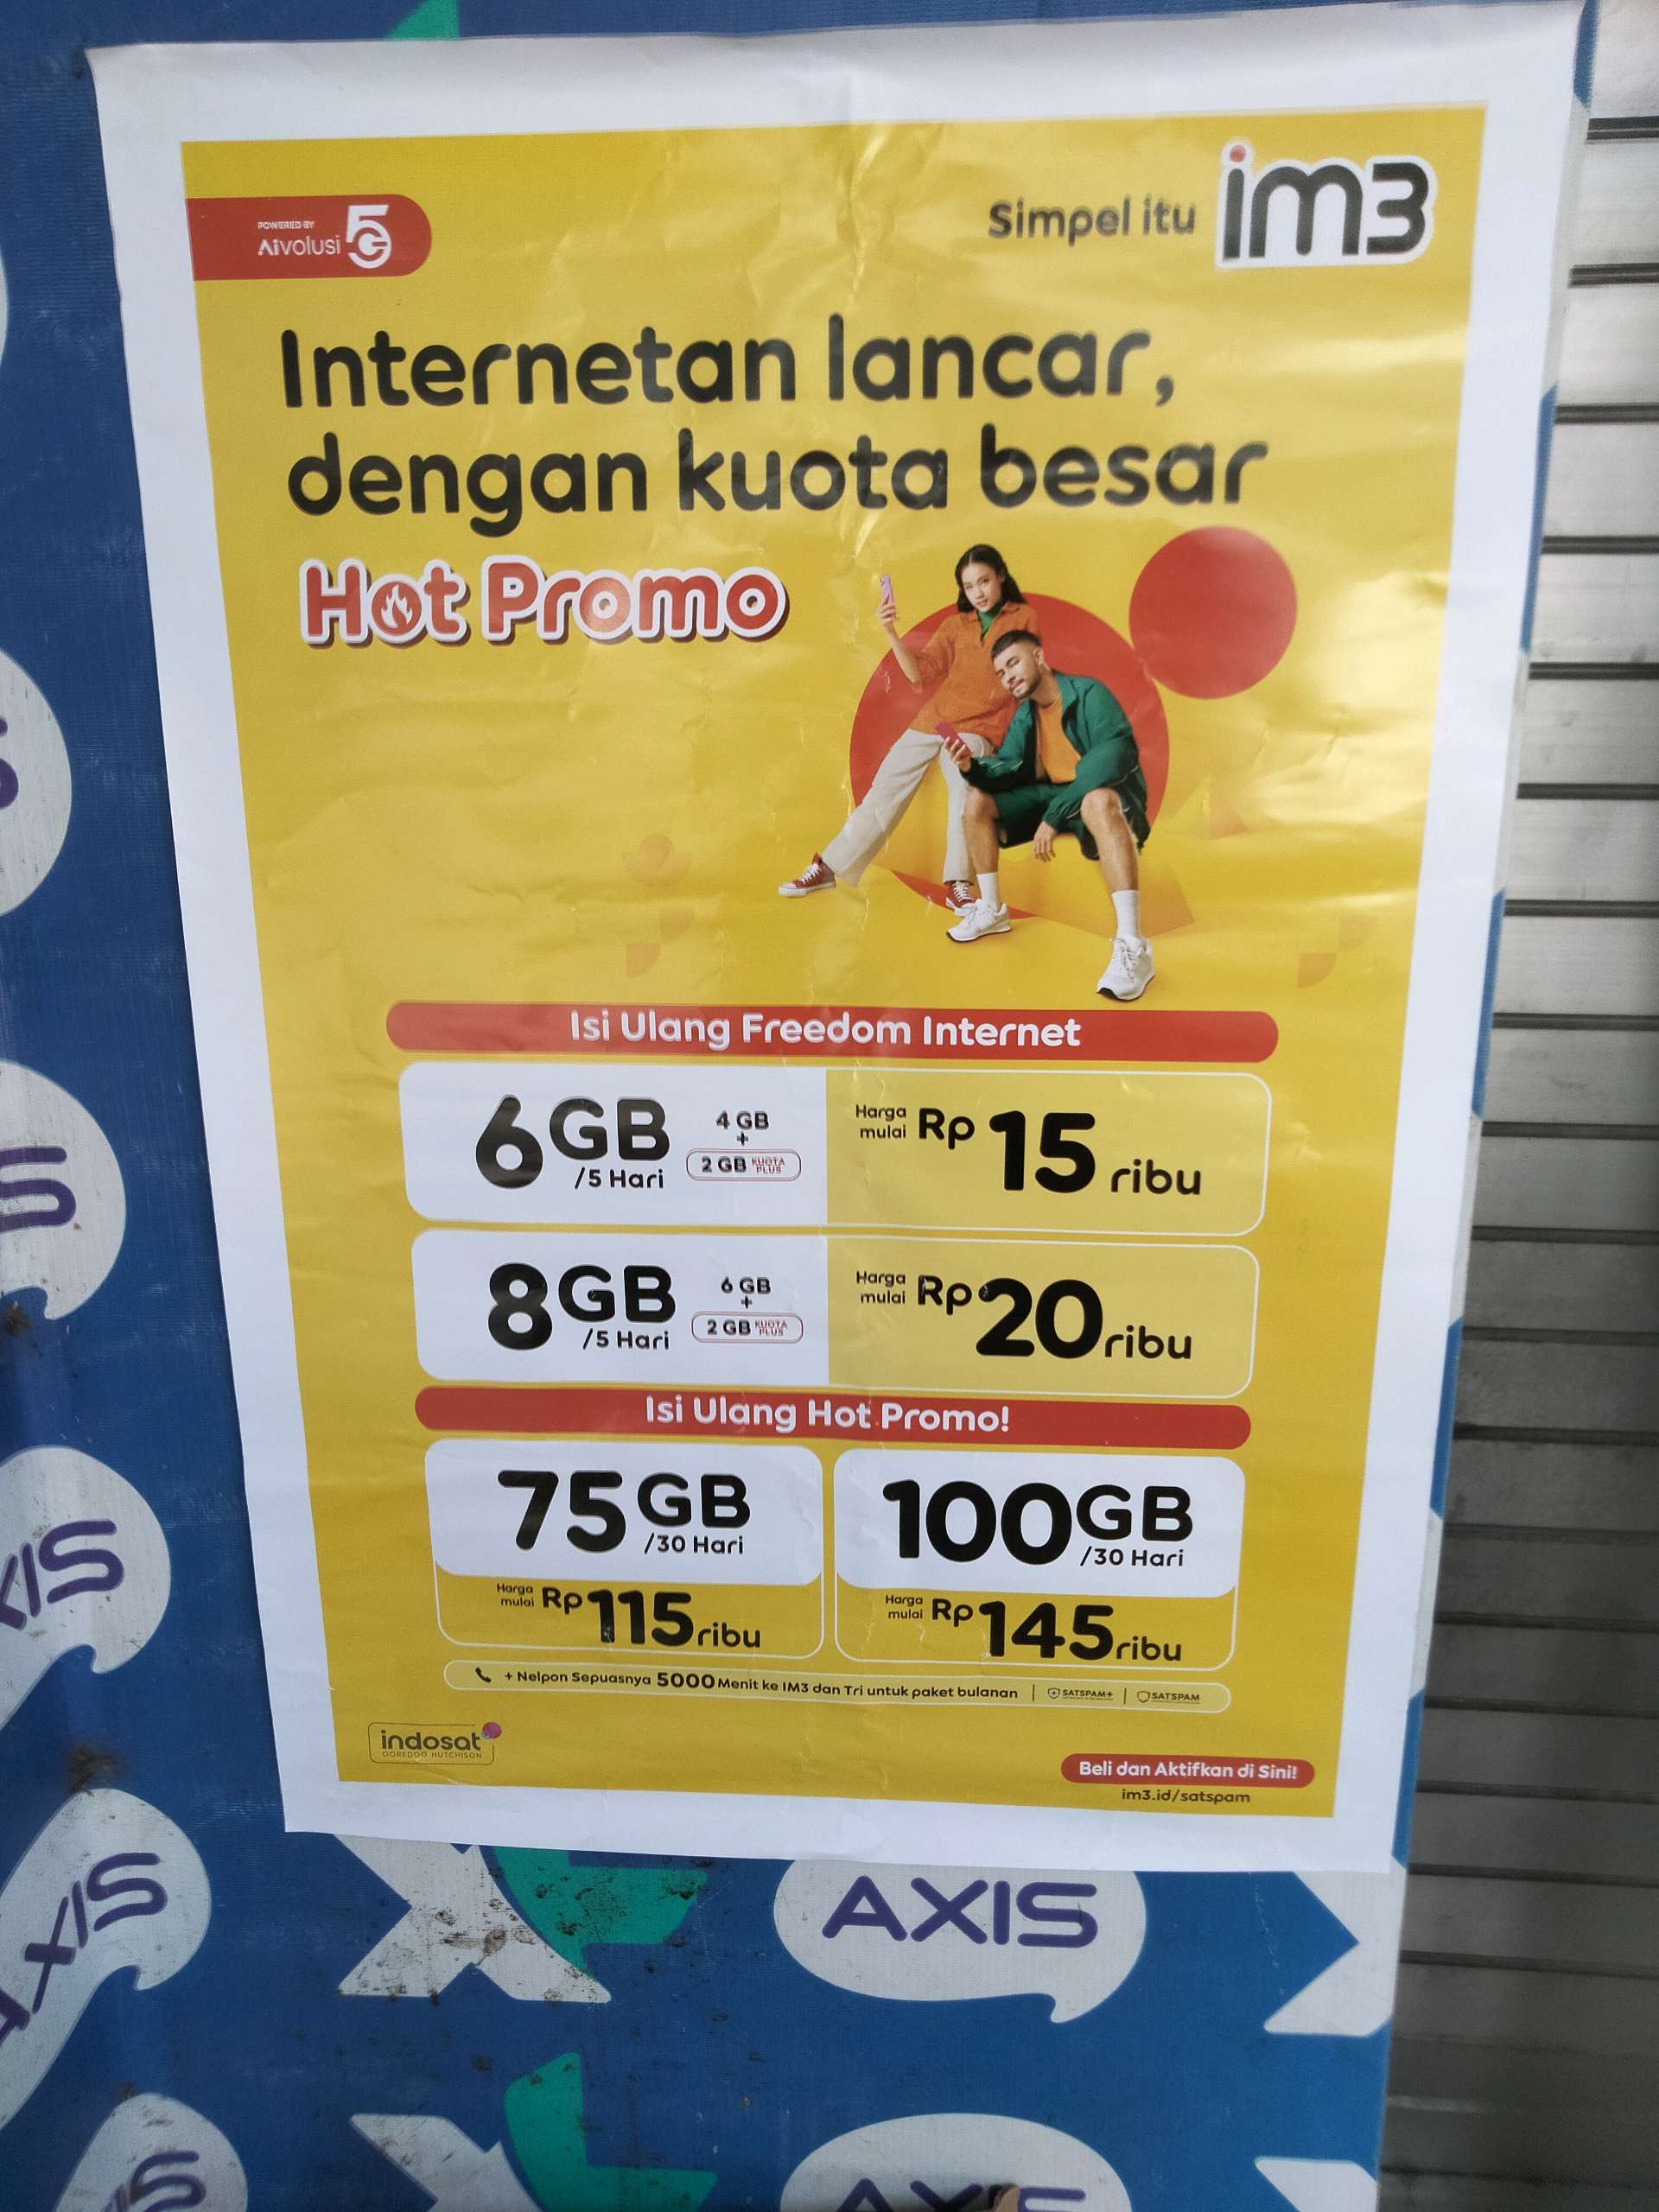 POWERED BY
AIvolusi 5G
Simpel itu im3
Internetan lancar,
dengan kuota besar
Hot Promo
Isi Ulang Freedom Internet
6GB
/5 Hari
4 GB
+
2 GB KUOTA PLUS
Harga mulai Rp 15 ribu
8GB
/5 Hari
6 GB
+
2 GB KUOTA PLUS
Harga mulai Rp 20 ribu
Isi Ulang Hot Promo!
75GB
/30 Hari
Harga mulai Rp 115 ribu
100GB
/30 Hari
Harga mulai Rp 145 ribu
+ Nelpon Sepuasnya 5000 Menit ke IM3 dan Tri untuk paket bulanan | SATSPAM+ | SATSPAM
indosat
OOREDOO HUTCHISON
Beli dan Aktifkan di Sini!
im3.id/satspam
XIS
AXIS
AXIS
AXIS